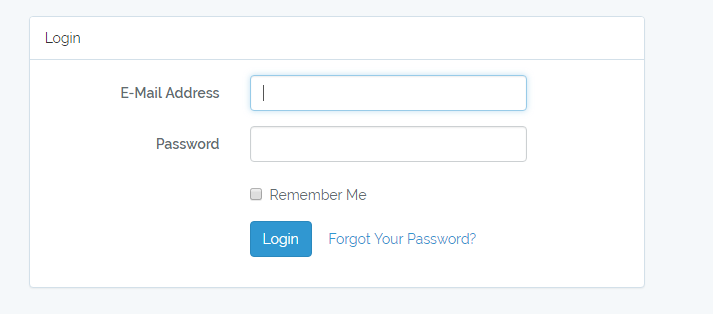 Login
E-Mail Address
Password
Remember Me
Login Forgot Your Password?